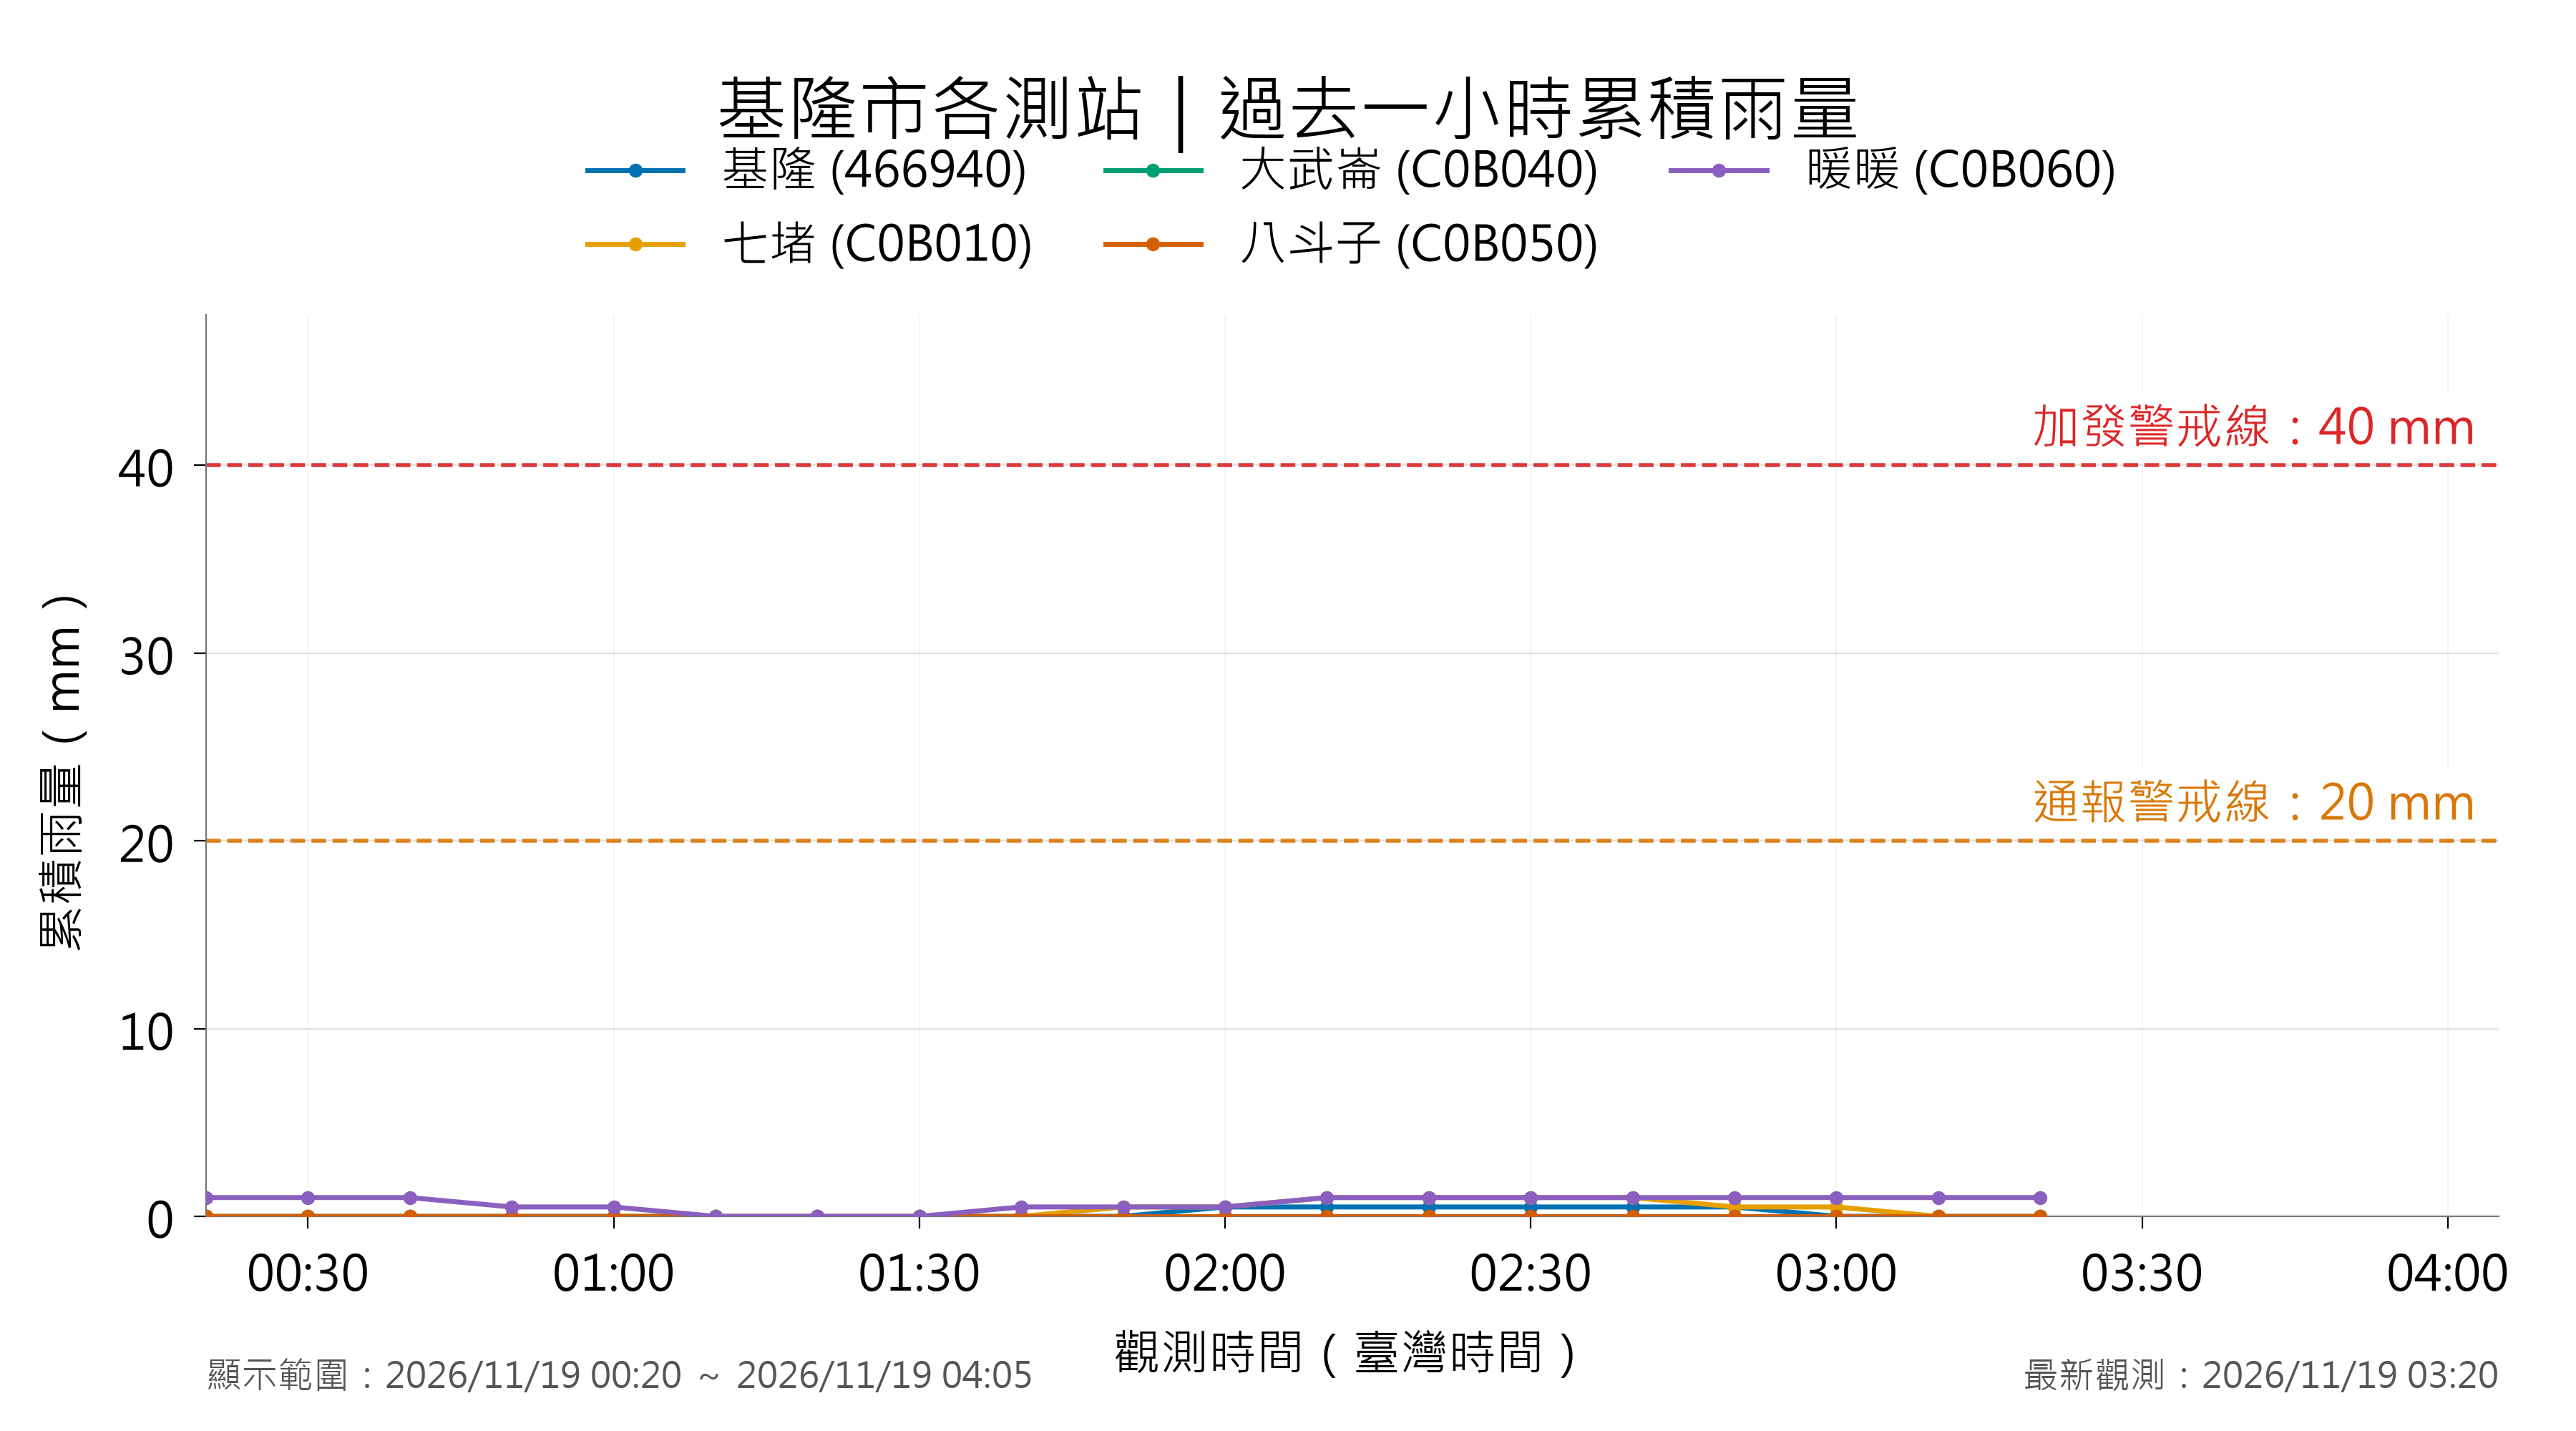 基隆市各測站｜過去一小時累積雨量
基隆 (466940) 大武崙 (C0B040) 暖暖 (C0B060)
七堵 (C0B010) 八斗子 (C0B050)
累積雨量（mm）
40
30
20
10
0
加發警戒線：40 mm
通報警戒線：20 mm
00:30 01:00 01:30 02:00 02:30 03:00 03:30 04:00
觀測時間（臺灣時間）
顯示範圍：2026/11/19 00:20 ~ 2026/11/19 04:05
最新觀測：2026/11/19 03:20